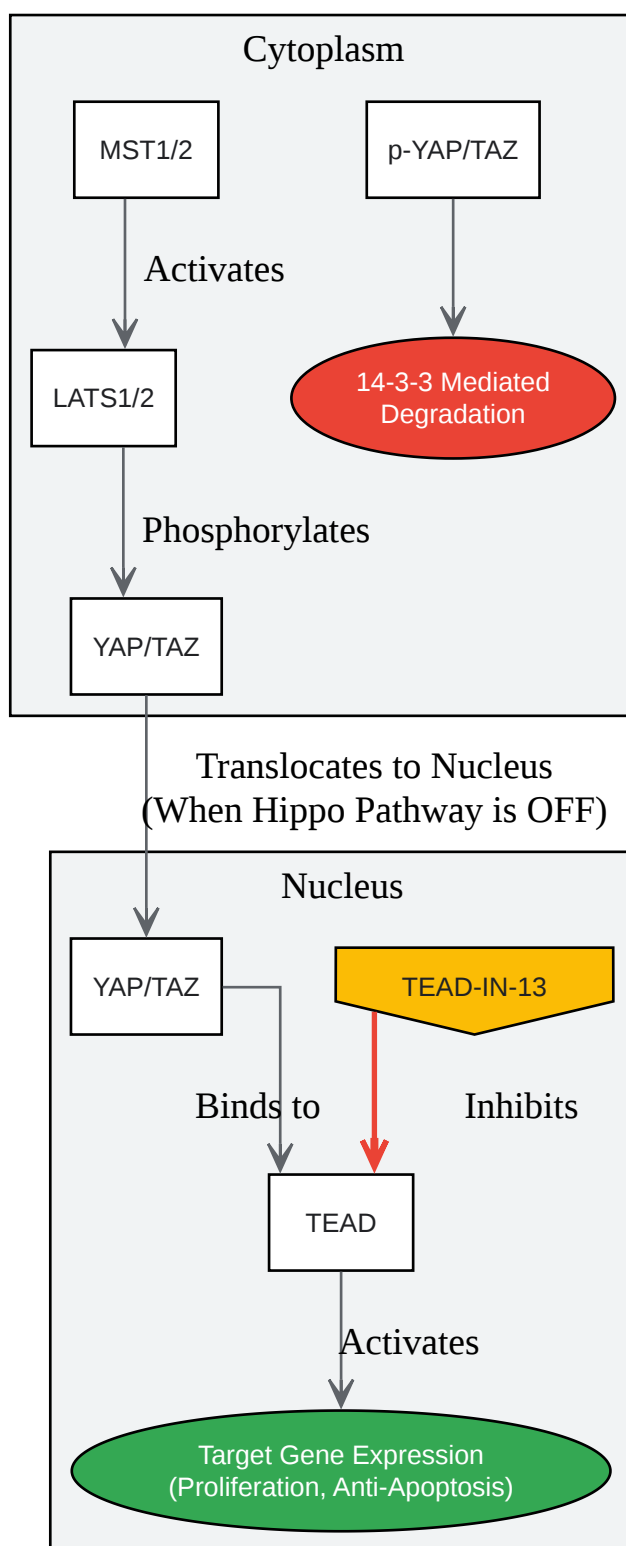 Cytoplasm
MST1/2
p-YAP/TAZ
Activates
LATS1/2
14-3-3 Mediated
Degradation
Phosphorylates
YAP/TAZ
Translocates to Nucleus
(When Hippo Pathway is OFF)
Nucleus
YAP/TAZ
TEAD-IN-13
Binds to
Inhibits
TEAD
Activates
Target Gene Expression
(Proliferation, Anti-Apoptosis)